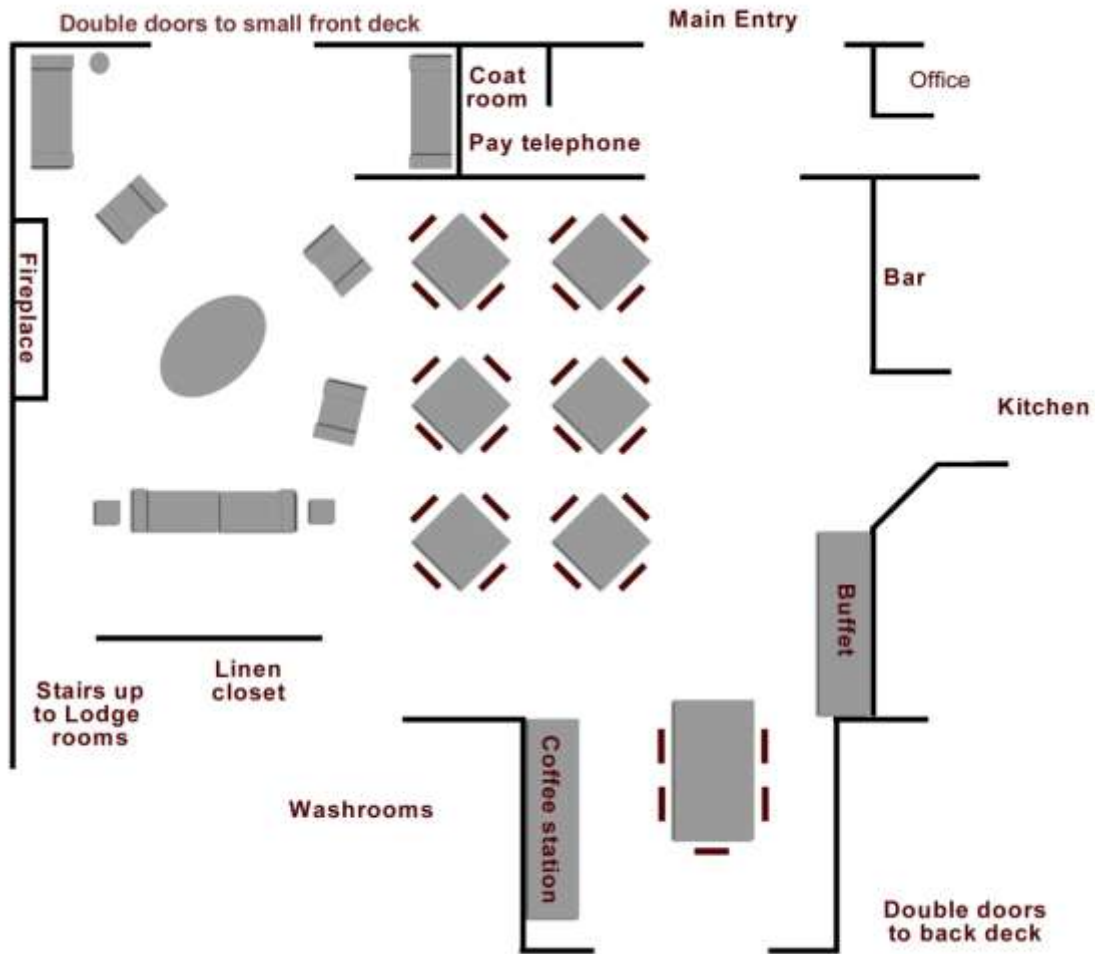 Double doors to small front deck
Main Entry
Coat
room
Office
Pay telephone
Fireplace
Bar
Kitchen
Buffet
Linen
closet
Stairs up
to Lodge
rooms
Coffee station
Washrooms
Double doors
to back deck